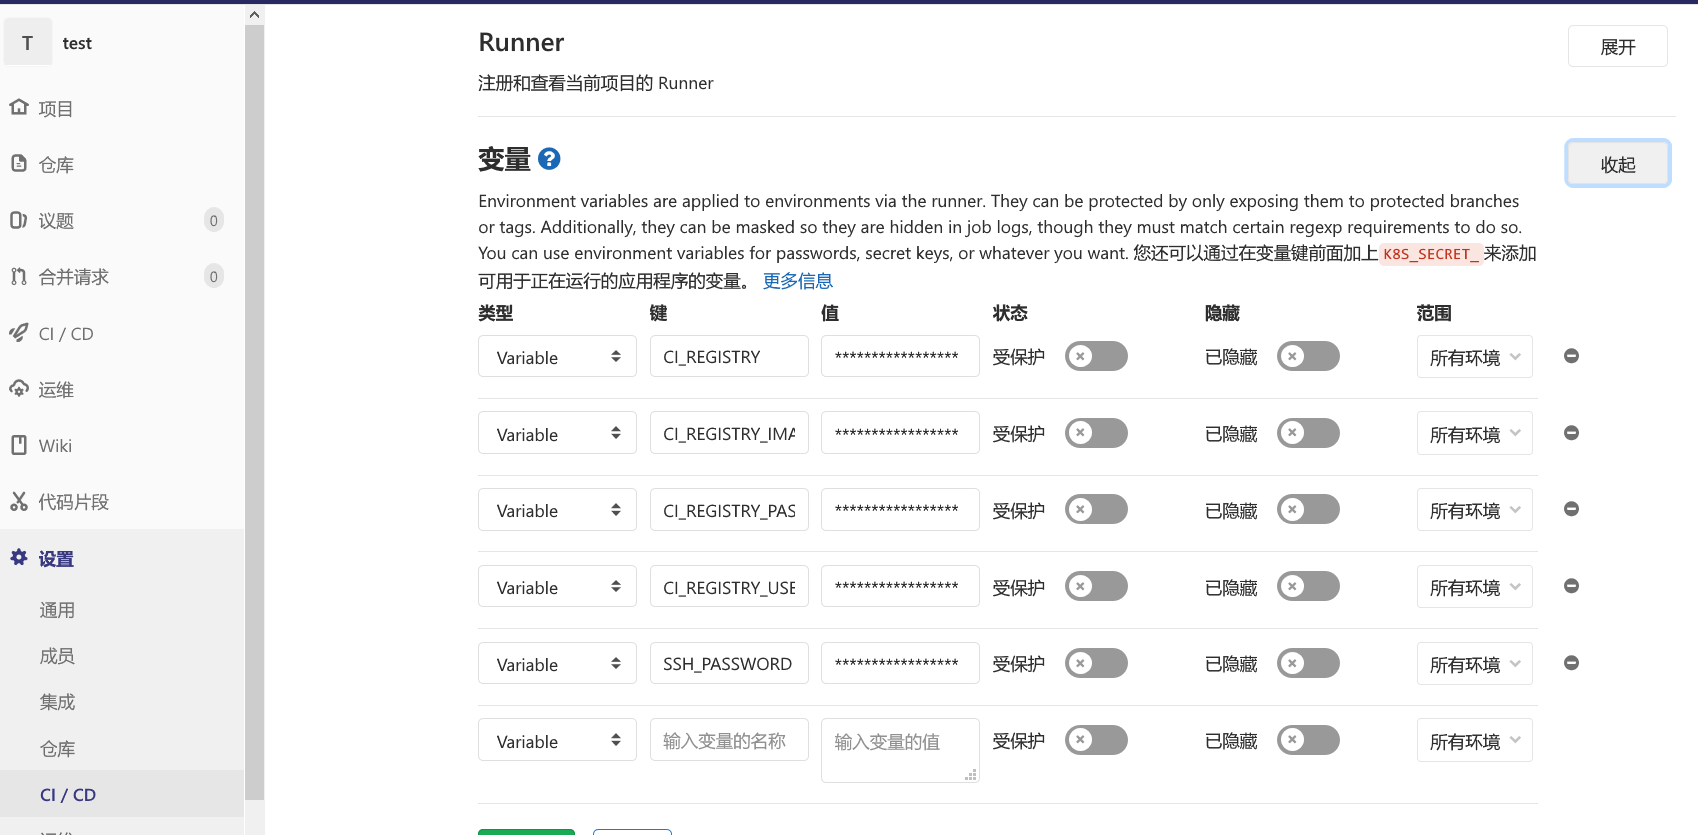 T test
项目
仓库
议题 0
合并请求 0
CI / CD
运维
Wiki
代码片段
设置
通用
成员
集成
仓库
CI / CD
Runner
展开
注册和查看当前项目的 Runner
变量 ?
收起
Environment variables are applied to environments via the runner. They can be protected by only exposing them to protected branches
or tags. Additionally, they can be masked so they are hidden in job logs, though they must match certain regexp requirements to do so.
You can use environment variables for passwords, secret keys, or whatever you want. 您还可以通过在变量键前面加上 K8S_SECRET_ 来添加
可用于正在运行的应用程序的变量。 更多信息
类型 键 值 状态 隐藏 范围
Variable CI_REGISTRY ***************** 受保护 已隐藏 所有环境
Variable CI_REGISTRY_IMA ***************** 受保护 已隐藏 所有环境
Variable CI_REGISTRY_PAS ***************** 受保护 已隐藏 所有环境
Variable CI_REGISTRY_USE ***************** 受保护 已隐藏 所有环境
Variable SSH_PASSWORD ***************** 受保护 已隐藏 所有环境
Variable 输入变量的名称 输入变量的值 受保护 已隐藏 所有环境